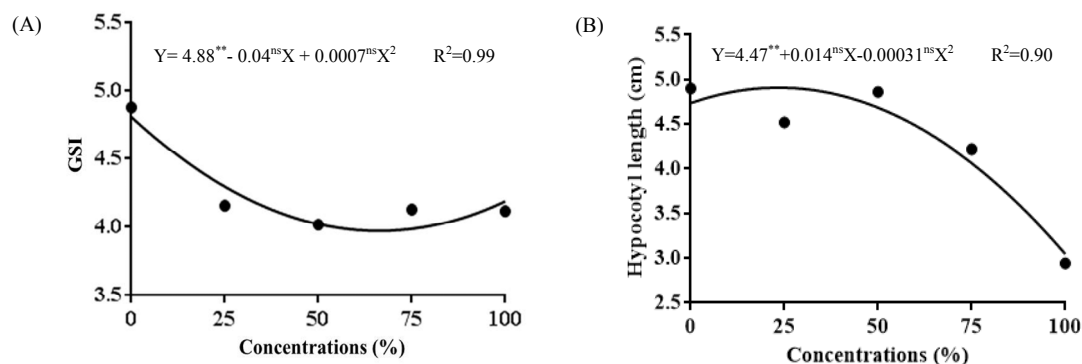 (A)
Y= 4.88** - 0.04ⁿˢX + 0.0007ⁿˢX² R²=0.99
GSI
5.5
5.0
4.5
4.0
3.5
0 25 50 75 100
Concentrations (%)
(B)
Y=4.47**+0.014ⁿˢX-0.00031ⁿˢX² R²=0.90
Hypocotyl length (cm)
5.5
5.0
4.5
4.0
3.5
3.0
2.5
0 25 50 75 100
Concentrations (%)